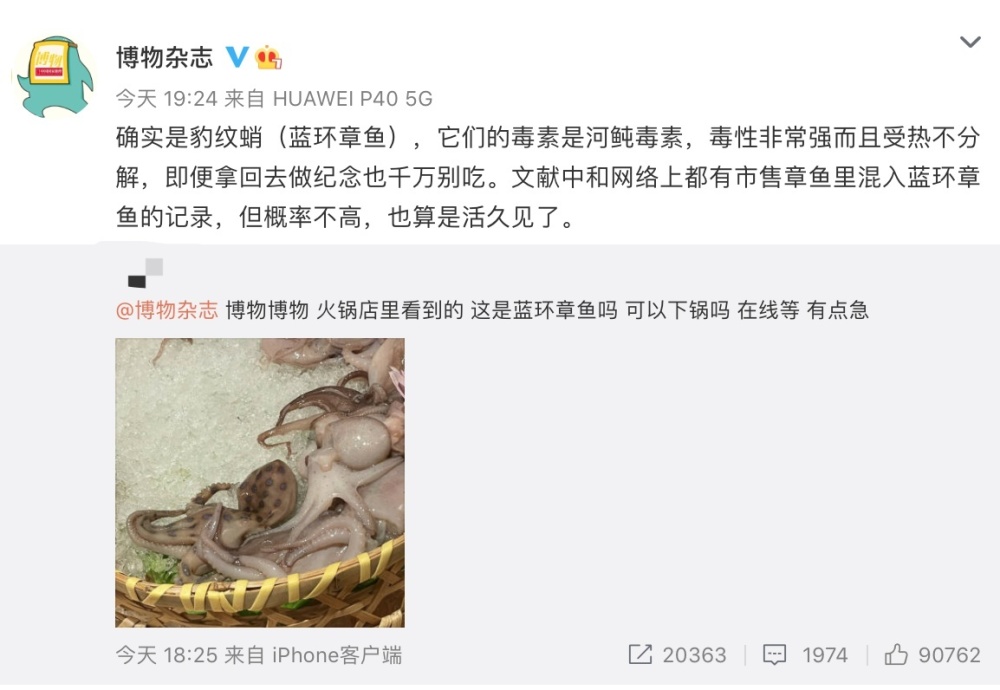 博物杂志
今天 19:24 来自 HUAWEI P40 5G
确实是豹纹蛸（蓝环章鱼），它们的毒素是河鲀毒素，毒性非常强而且受热不分
解，即便拿回去做纪念也千万别吃。文献中和网络上都有市售章鱼里混入蓝环章
鱼的记录，但概率不高，也算是活久见了。
@博物杂志 博物博物 火锅店里看到的 这是蓝环章鱼吗 可以下锅吗 在线等 有点急
今天 18:25 来自 iPhone客户端
20363 1974 90762